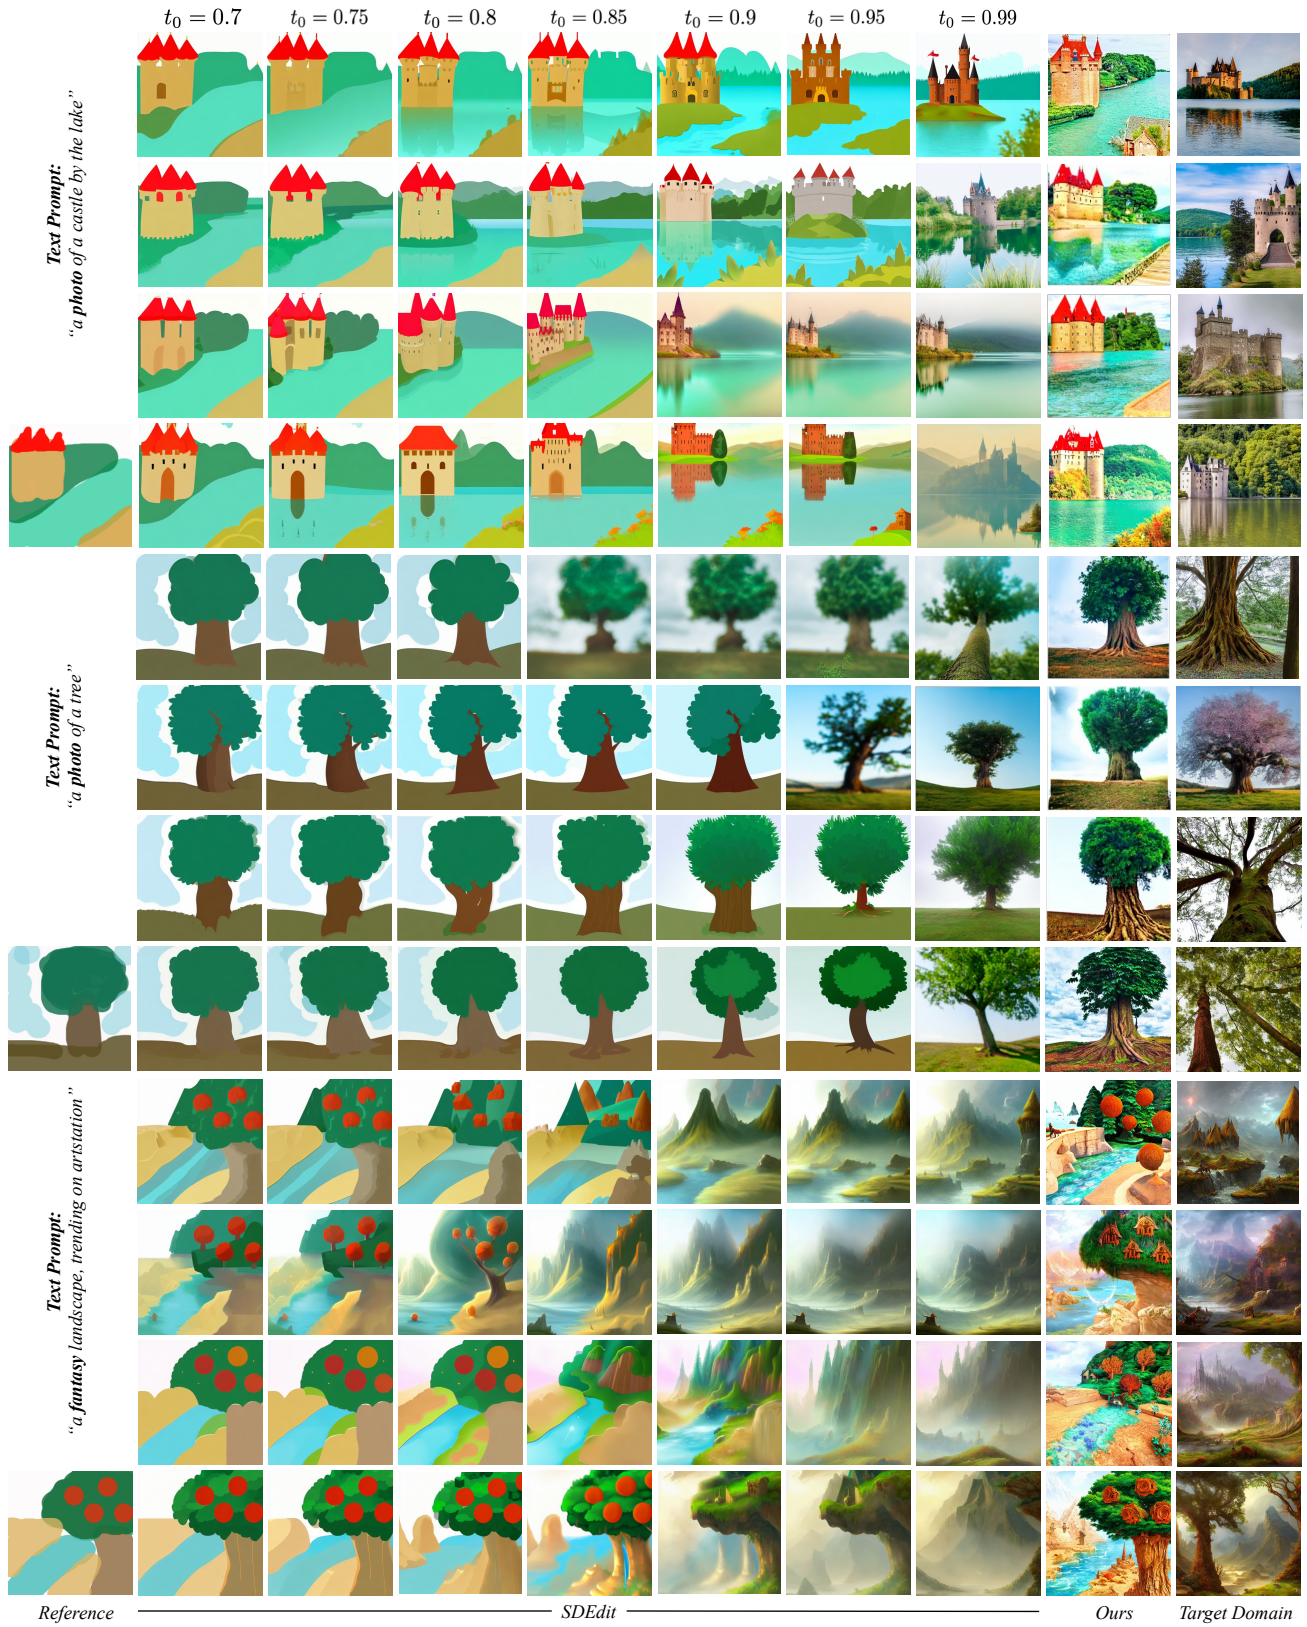 t₀ = 0.7 t₀ = 0.75 t₀ = 0.8 t₀ = 0.85 t₀ = 0.9 t₀ = 0.95 t₀ = 0.99
Text Prompt:
“a photo of a castle by the lake”
Text Prompt:
“a photo of a tree”
Text Prompt:
“a fantasy landscape, trending on artstation”
Reference SDEdit Ours Target Domain